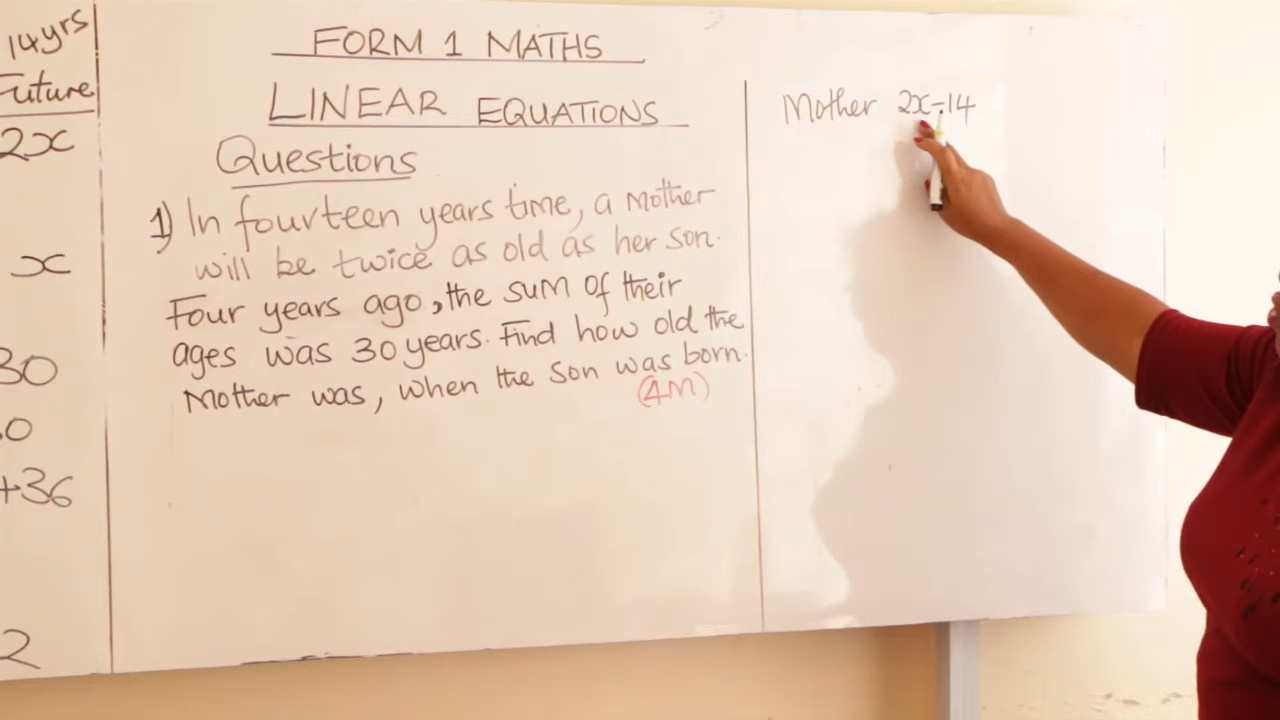 14yrs
Future
2x
x
30
+36
2
FORM 1 MATHS
LINEAR EQUATIONS
Questions
1) In fourteen years time, a mother
will be twice as old as her son.
Four years ago, the sum of their
ages was 30 years. Find how old the
Mother was, when the son was born.
(4M)
Mother 2x-14